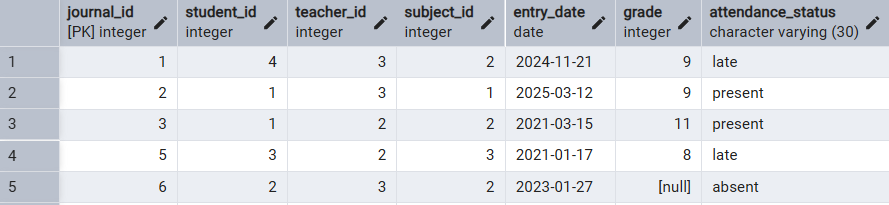 journal_id student_id teacher_id subject_id entry_date grade attendance_status
[PK] integer integer integer integer date integer character varying (30)
1 1 4 3 2 2024-11-21 9 late
2 2 1 3 1 2025-03-12 9 present
3 3 1 2 2 2021-03-15 11 present
4 5 3 2 3 2021-01-17 8 late
5 6 2 3 2 2023-01-27 [null] absent